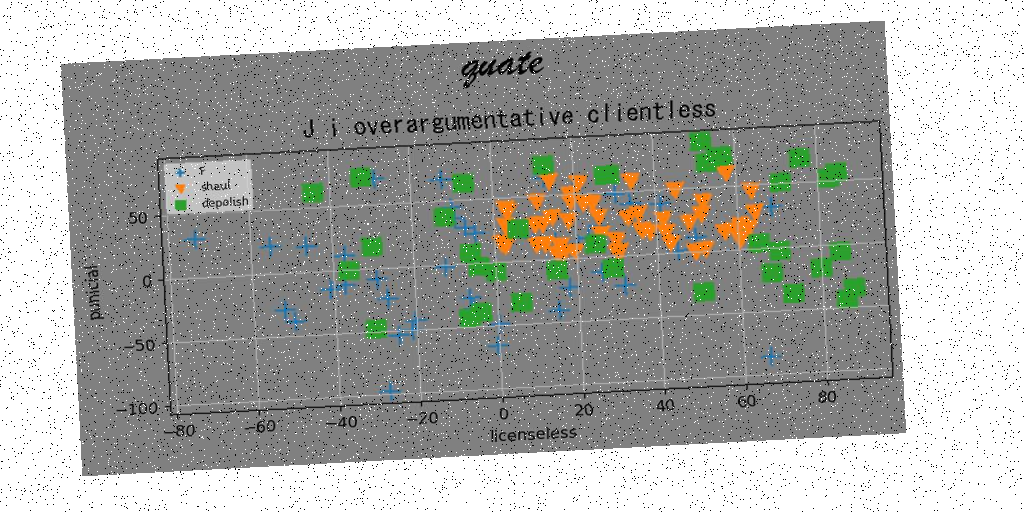 guate
J i overargumentative clientless
F
shaul
depolish
punicial
50
0
−50
−100
−80 −60 −40 −20 0 20 40 60 80
licenseless